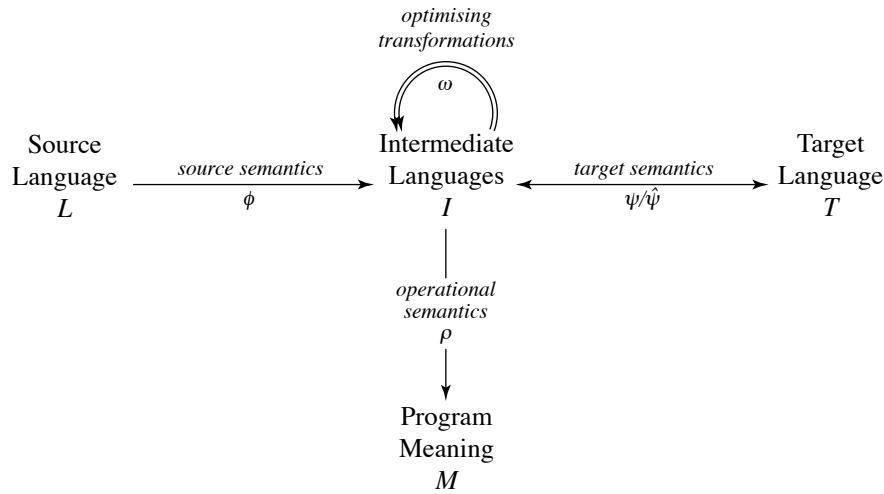 optimising
transformations
ω
Source
Language
L
source semantics
ϕ
Intermediate
Languages
I
target semantics
ψ/ψ̂
Target
Language
T
operational
semantics
ρ
Program
Meaning
M